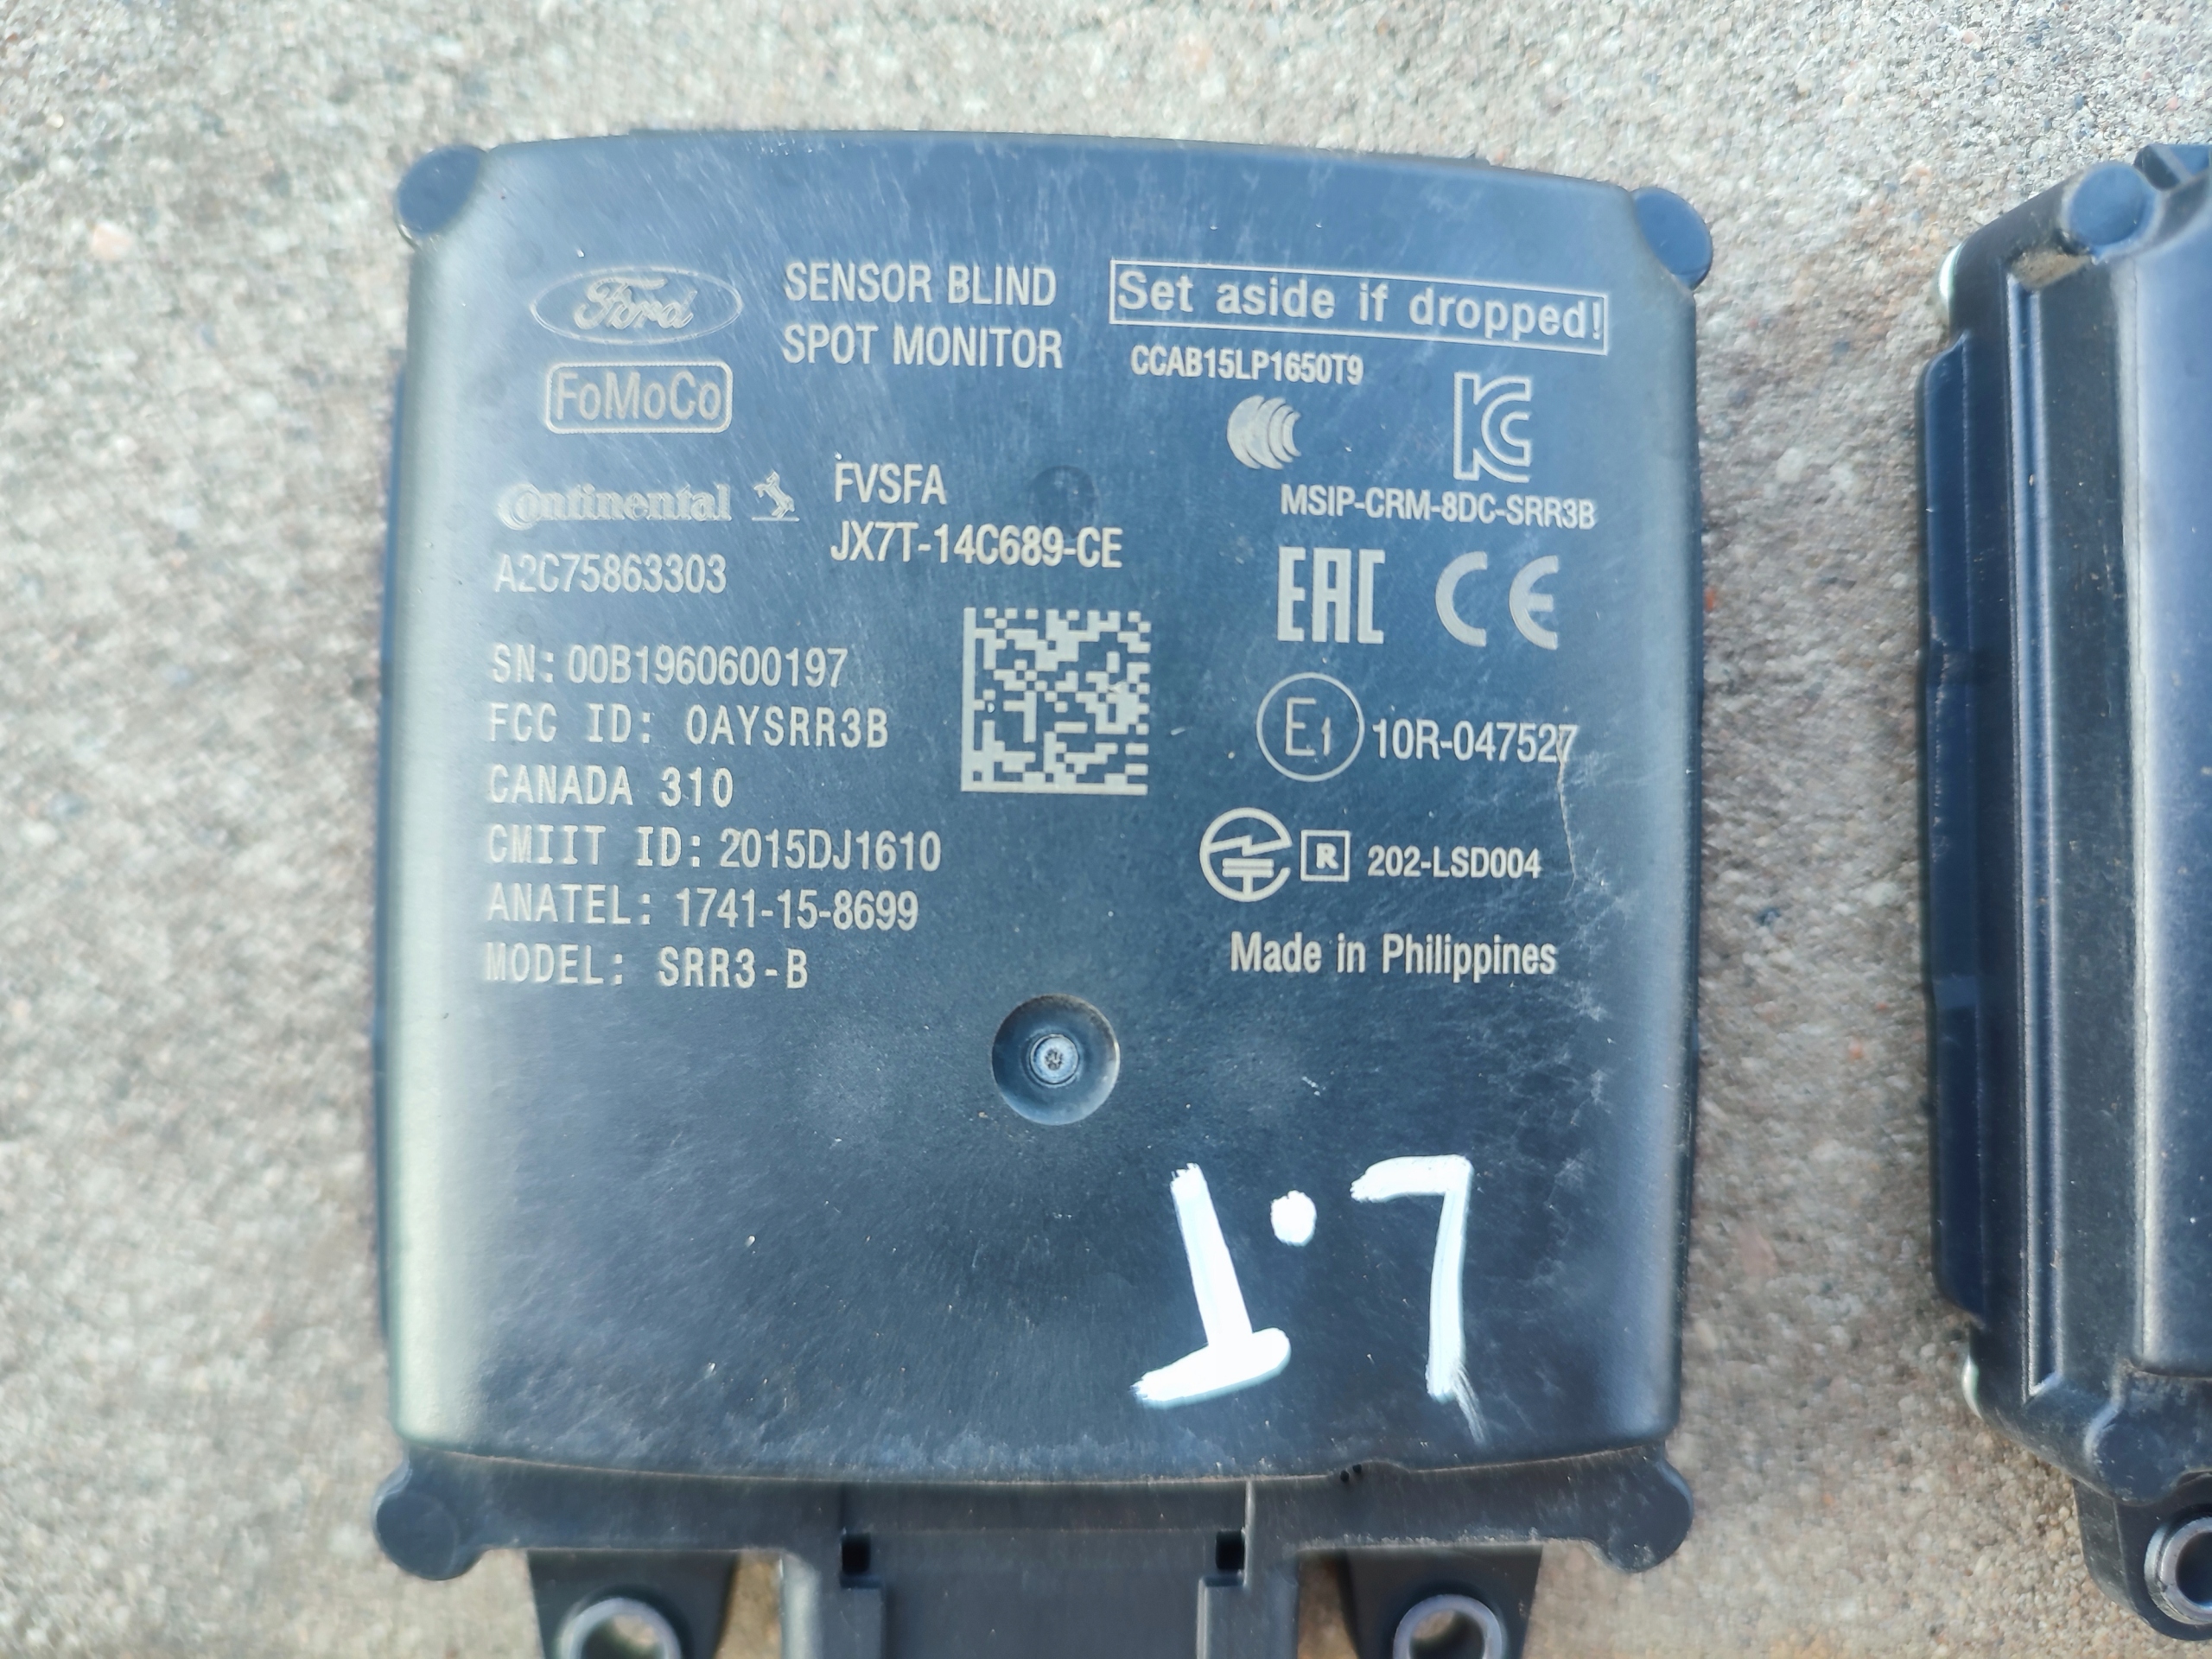 Ford
SENSOR BLIND
SPOT MONITOR
Set aside if dropped!
FoMoCo
CCAB15LP1650T9
Continental
FVSFA
JX7T-14C689-CE
MSIP-CRM-8DC-SRR3B
A2C75863303
EAC CE
SN: 00B1960600197
FCC ID: OAYSRR3B
E1 10R-047527
CANADA 310
CMIIT ID: 2015DJ1610
R 202-LSD004
ANATEL: 1741-15-8699
MODEL: SRR3-B
Made in Philippines